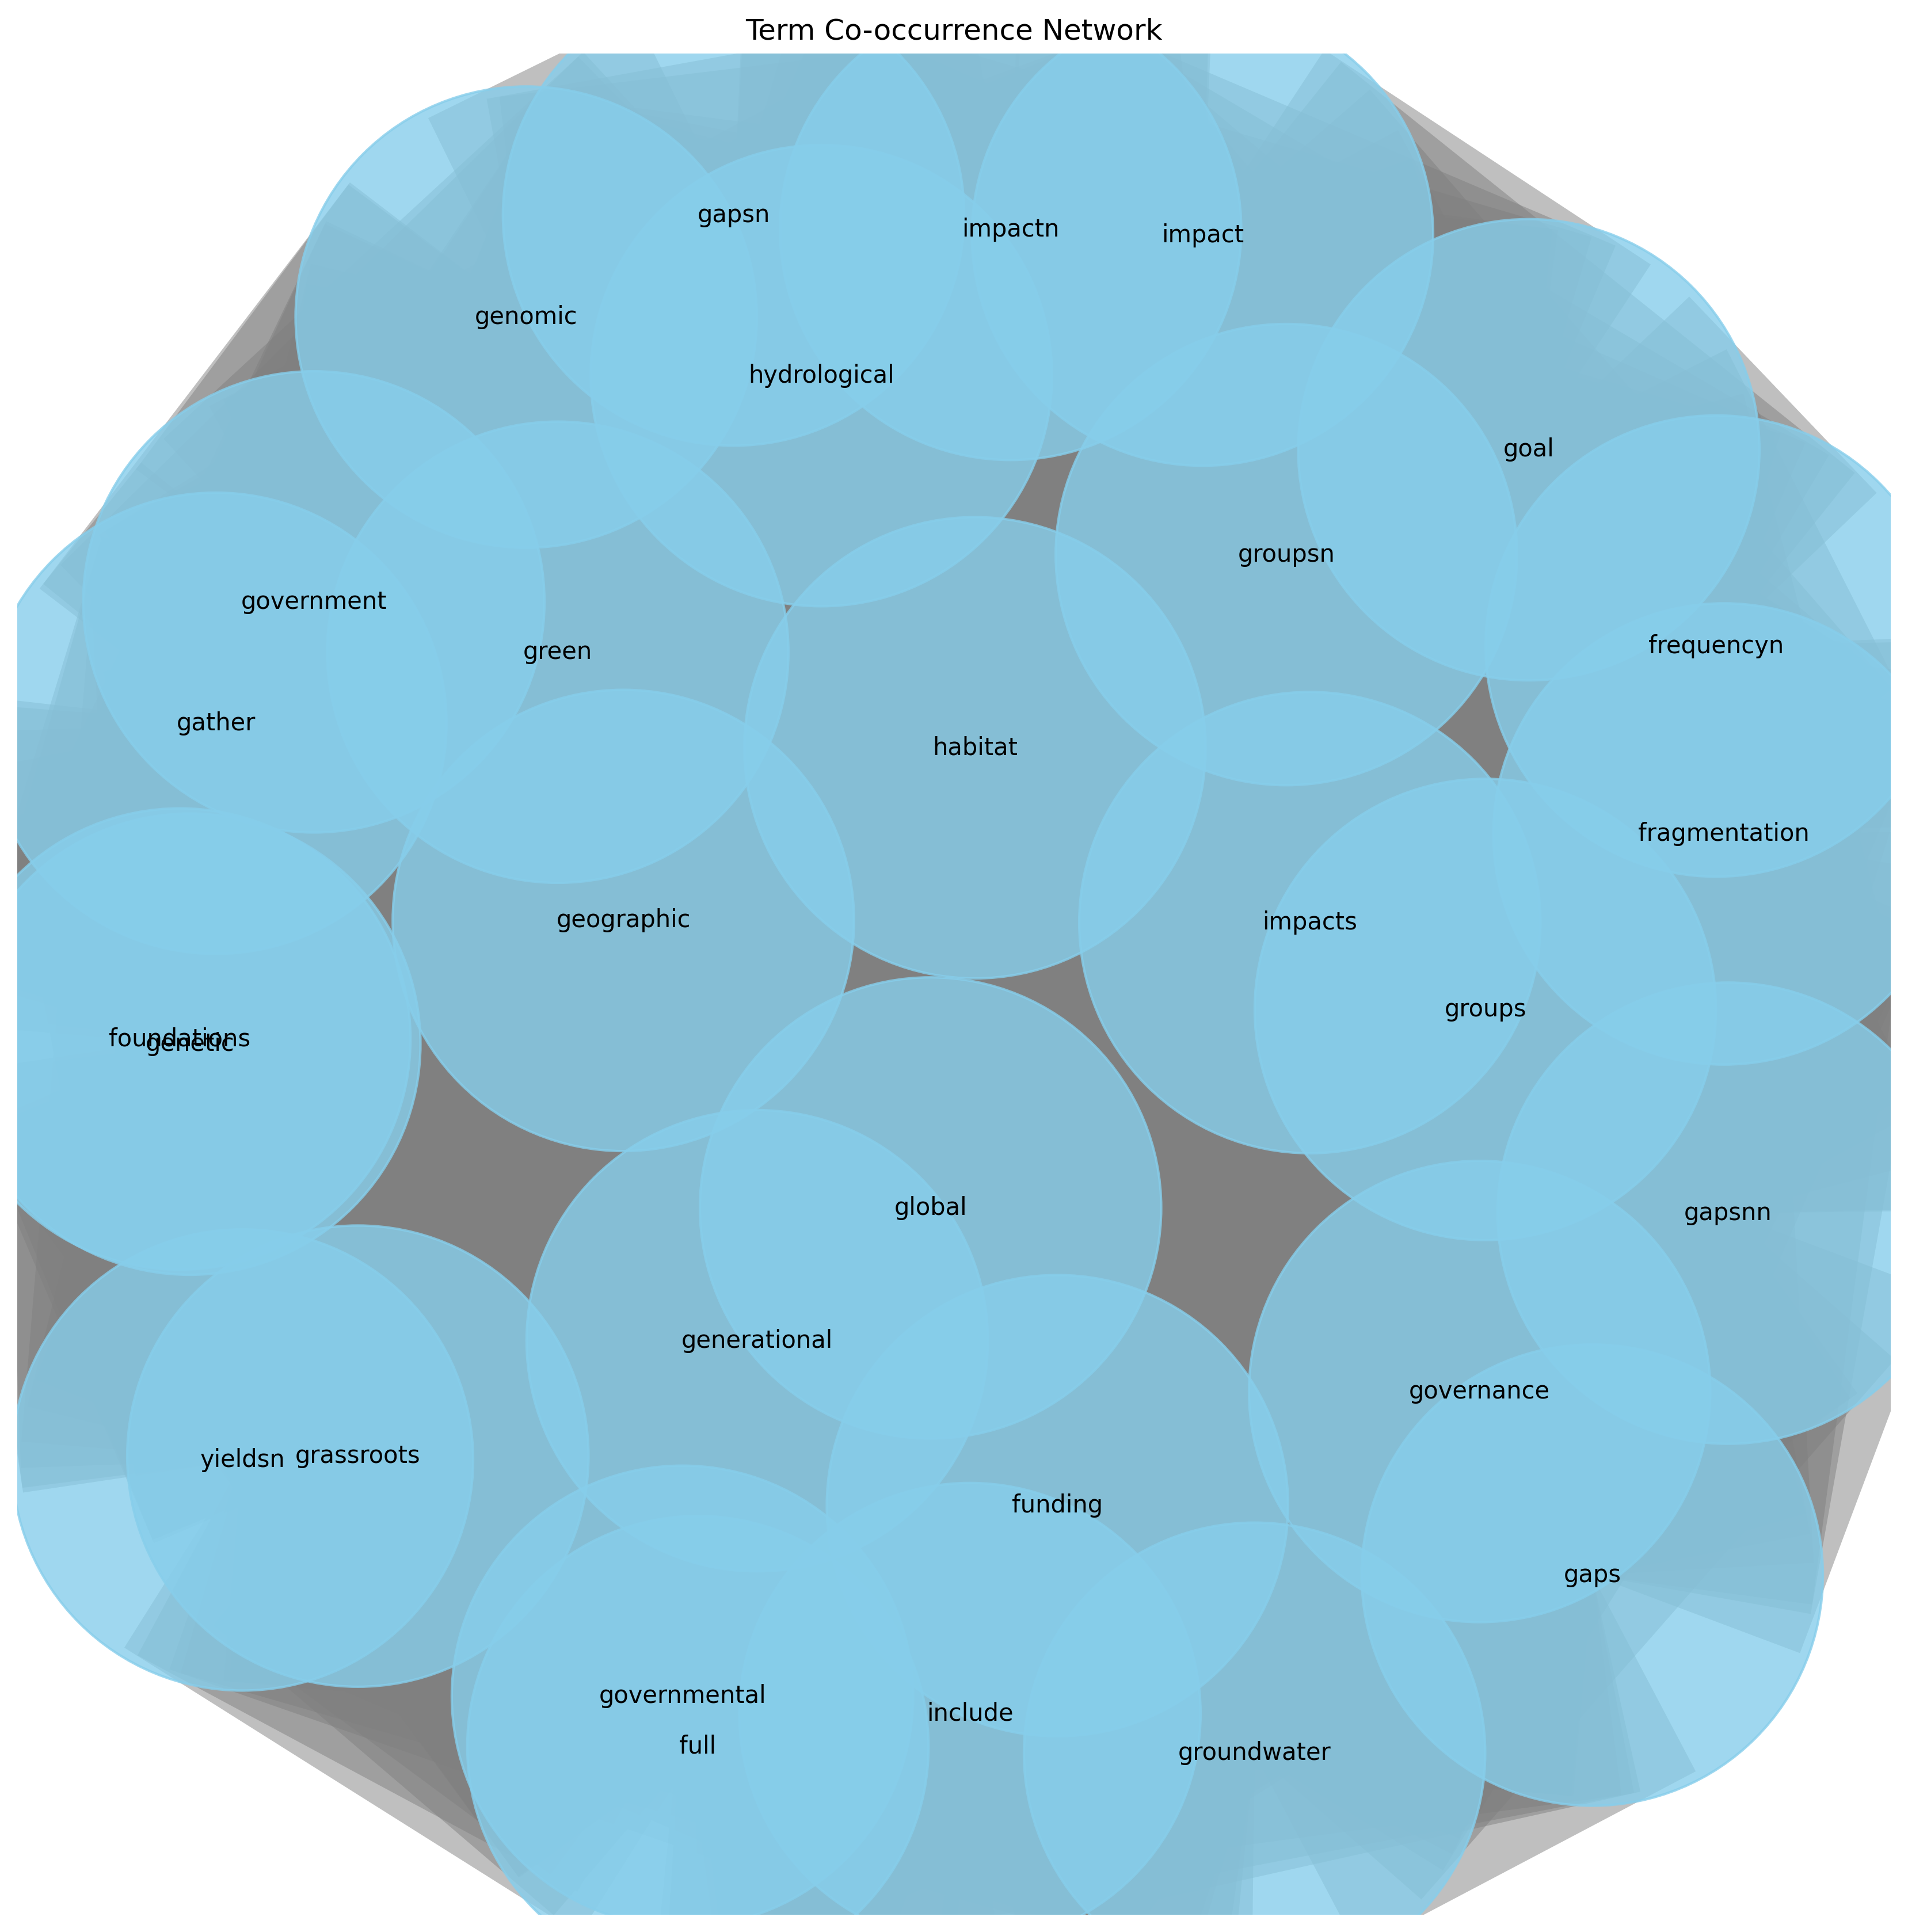 Term Co-occurrence Network
gapsn
impactn
impact
genomic
hydrological
goal
groupsn
government
frequencyn
green
gather
habitat
fragmentation
geographic
impacts
groups
foundations
genetic
global
gapsnn
generational
governance
yieldsn
grassroots
funding
gaps
governmental
include
full
groundwater